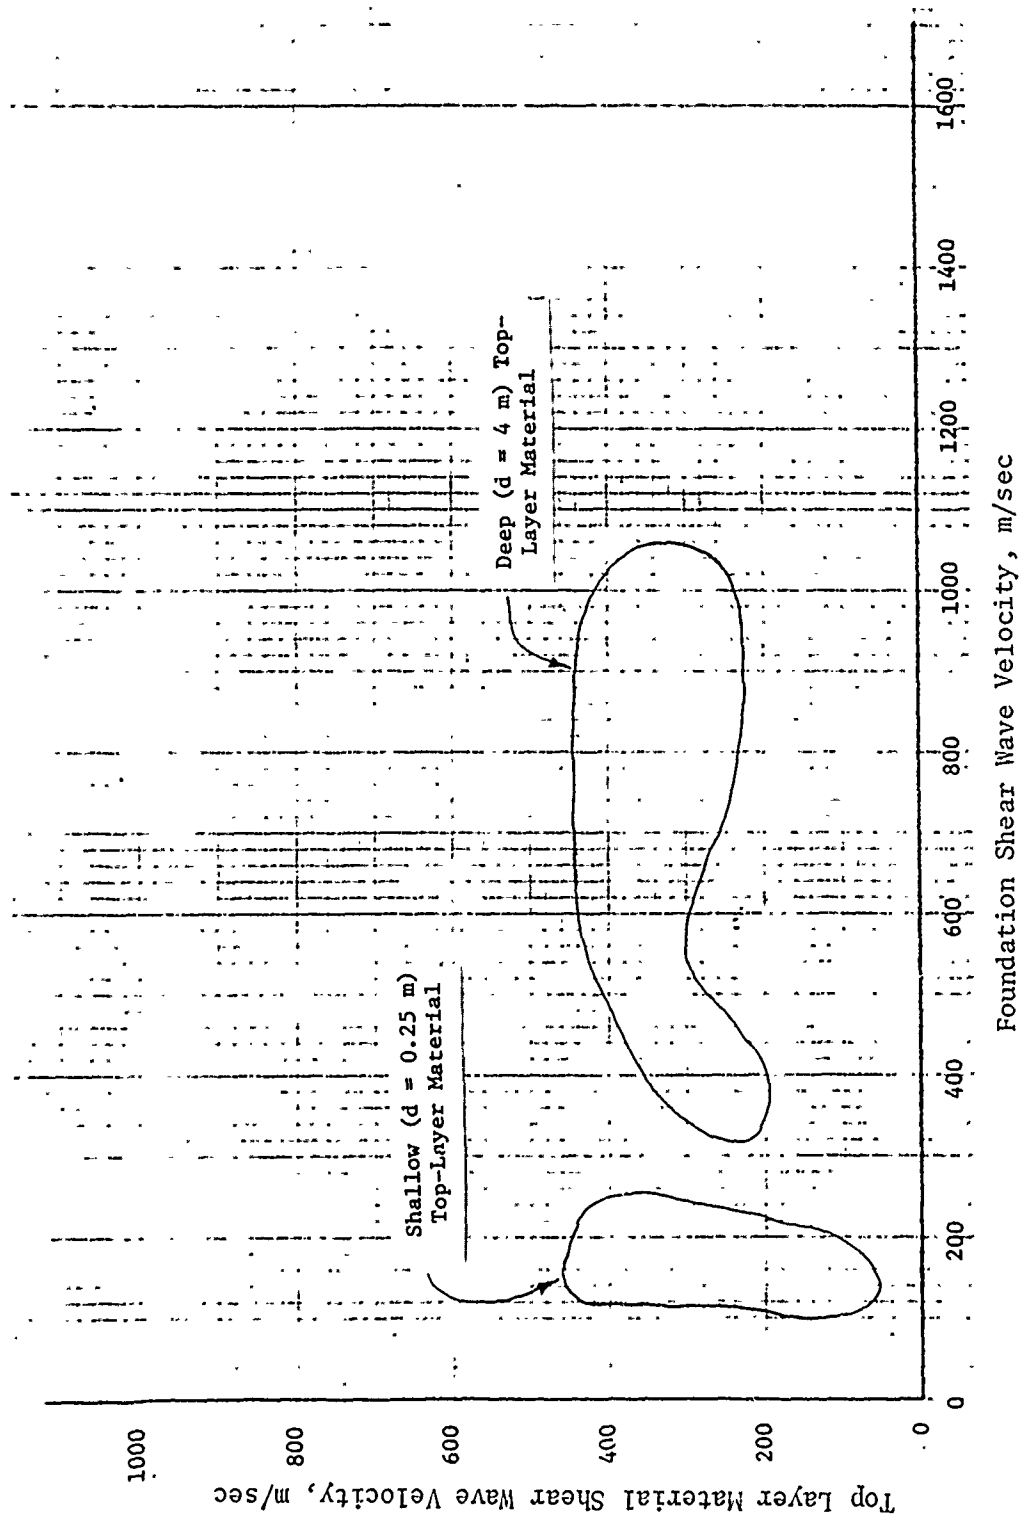 Top Layer Material Shear Wave Velocity, m/sec
1000
800
600
400
200
0
Shallow (d = 0.25 m)
Top-Layer Material
Deep (d = 4 m) Top-
Layer Material
0
200
400
600
800
1000
1200
1400
1600
Foundation Shear Wave Velocity, m/sec